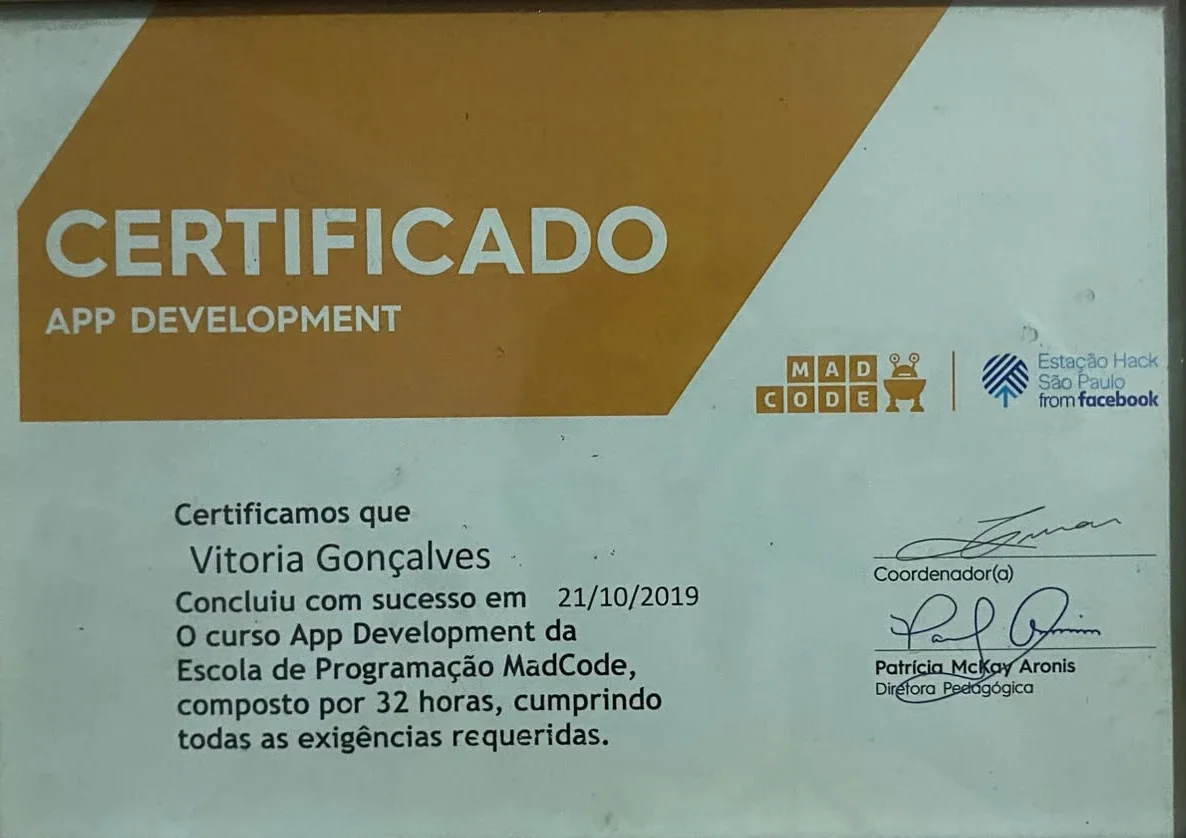 CERTIFICADO
APP DEVELOPMENT
MAD
CODE
Estação Hack
São Paulo
from facebook
Certificamos que
Vitoria Gonçalves
Concluiu com sucesso em 21/10/2019
O curso App Development da
Escola de Programação MadCode,
composto por 32 horas, cumprindo
todas as exigências requeridas.
Coordenador(a)
Patrícia McKay Aronis
Diretora Pedagógica